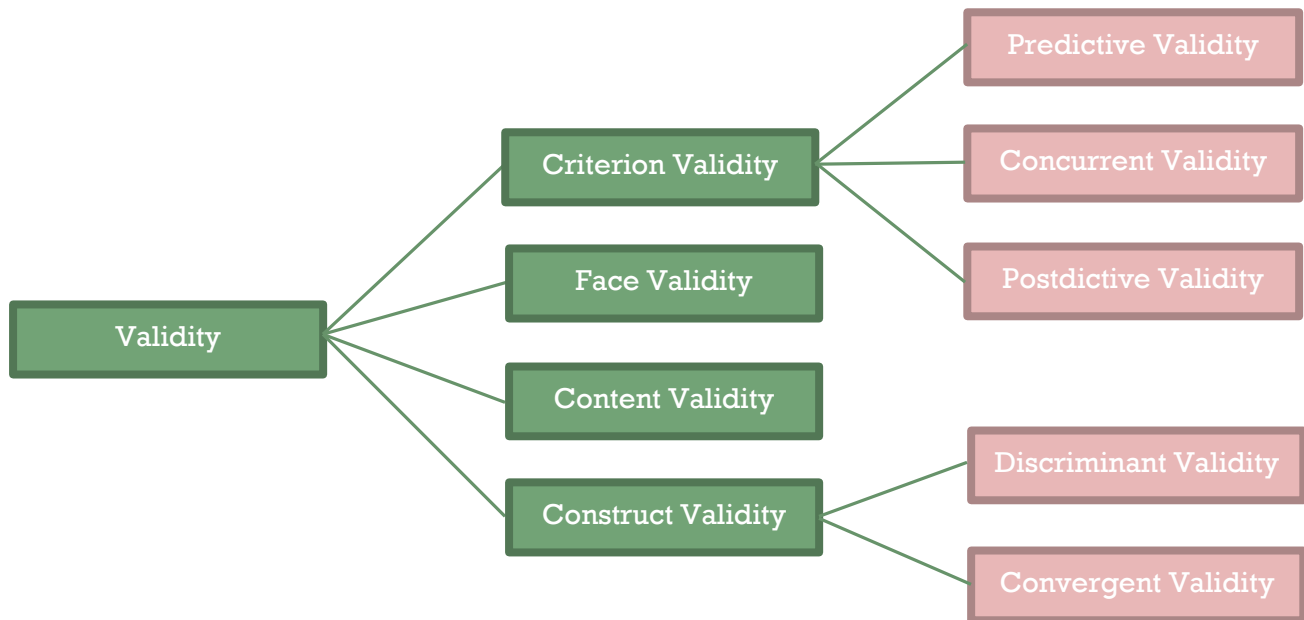 Validity
Criterion Validity
Face Validity
Content Validity
Construct Validity
Predictive Validity
Concurrent Validity
Postdictive Validity
Discriminant Validity
Convergent Validity